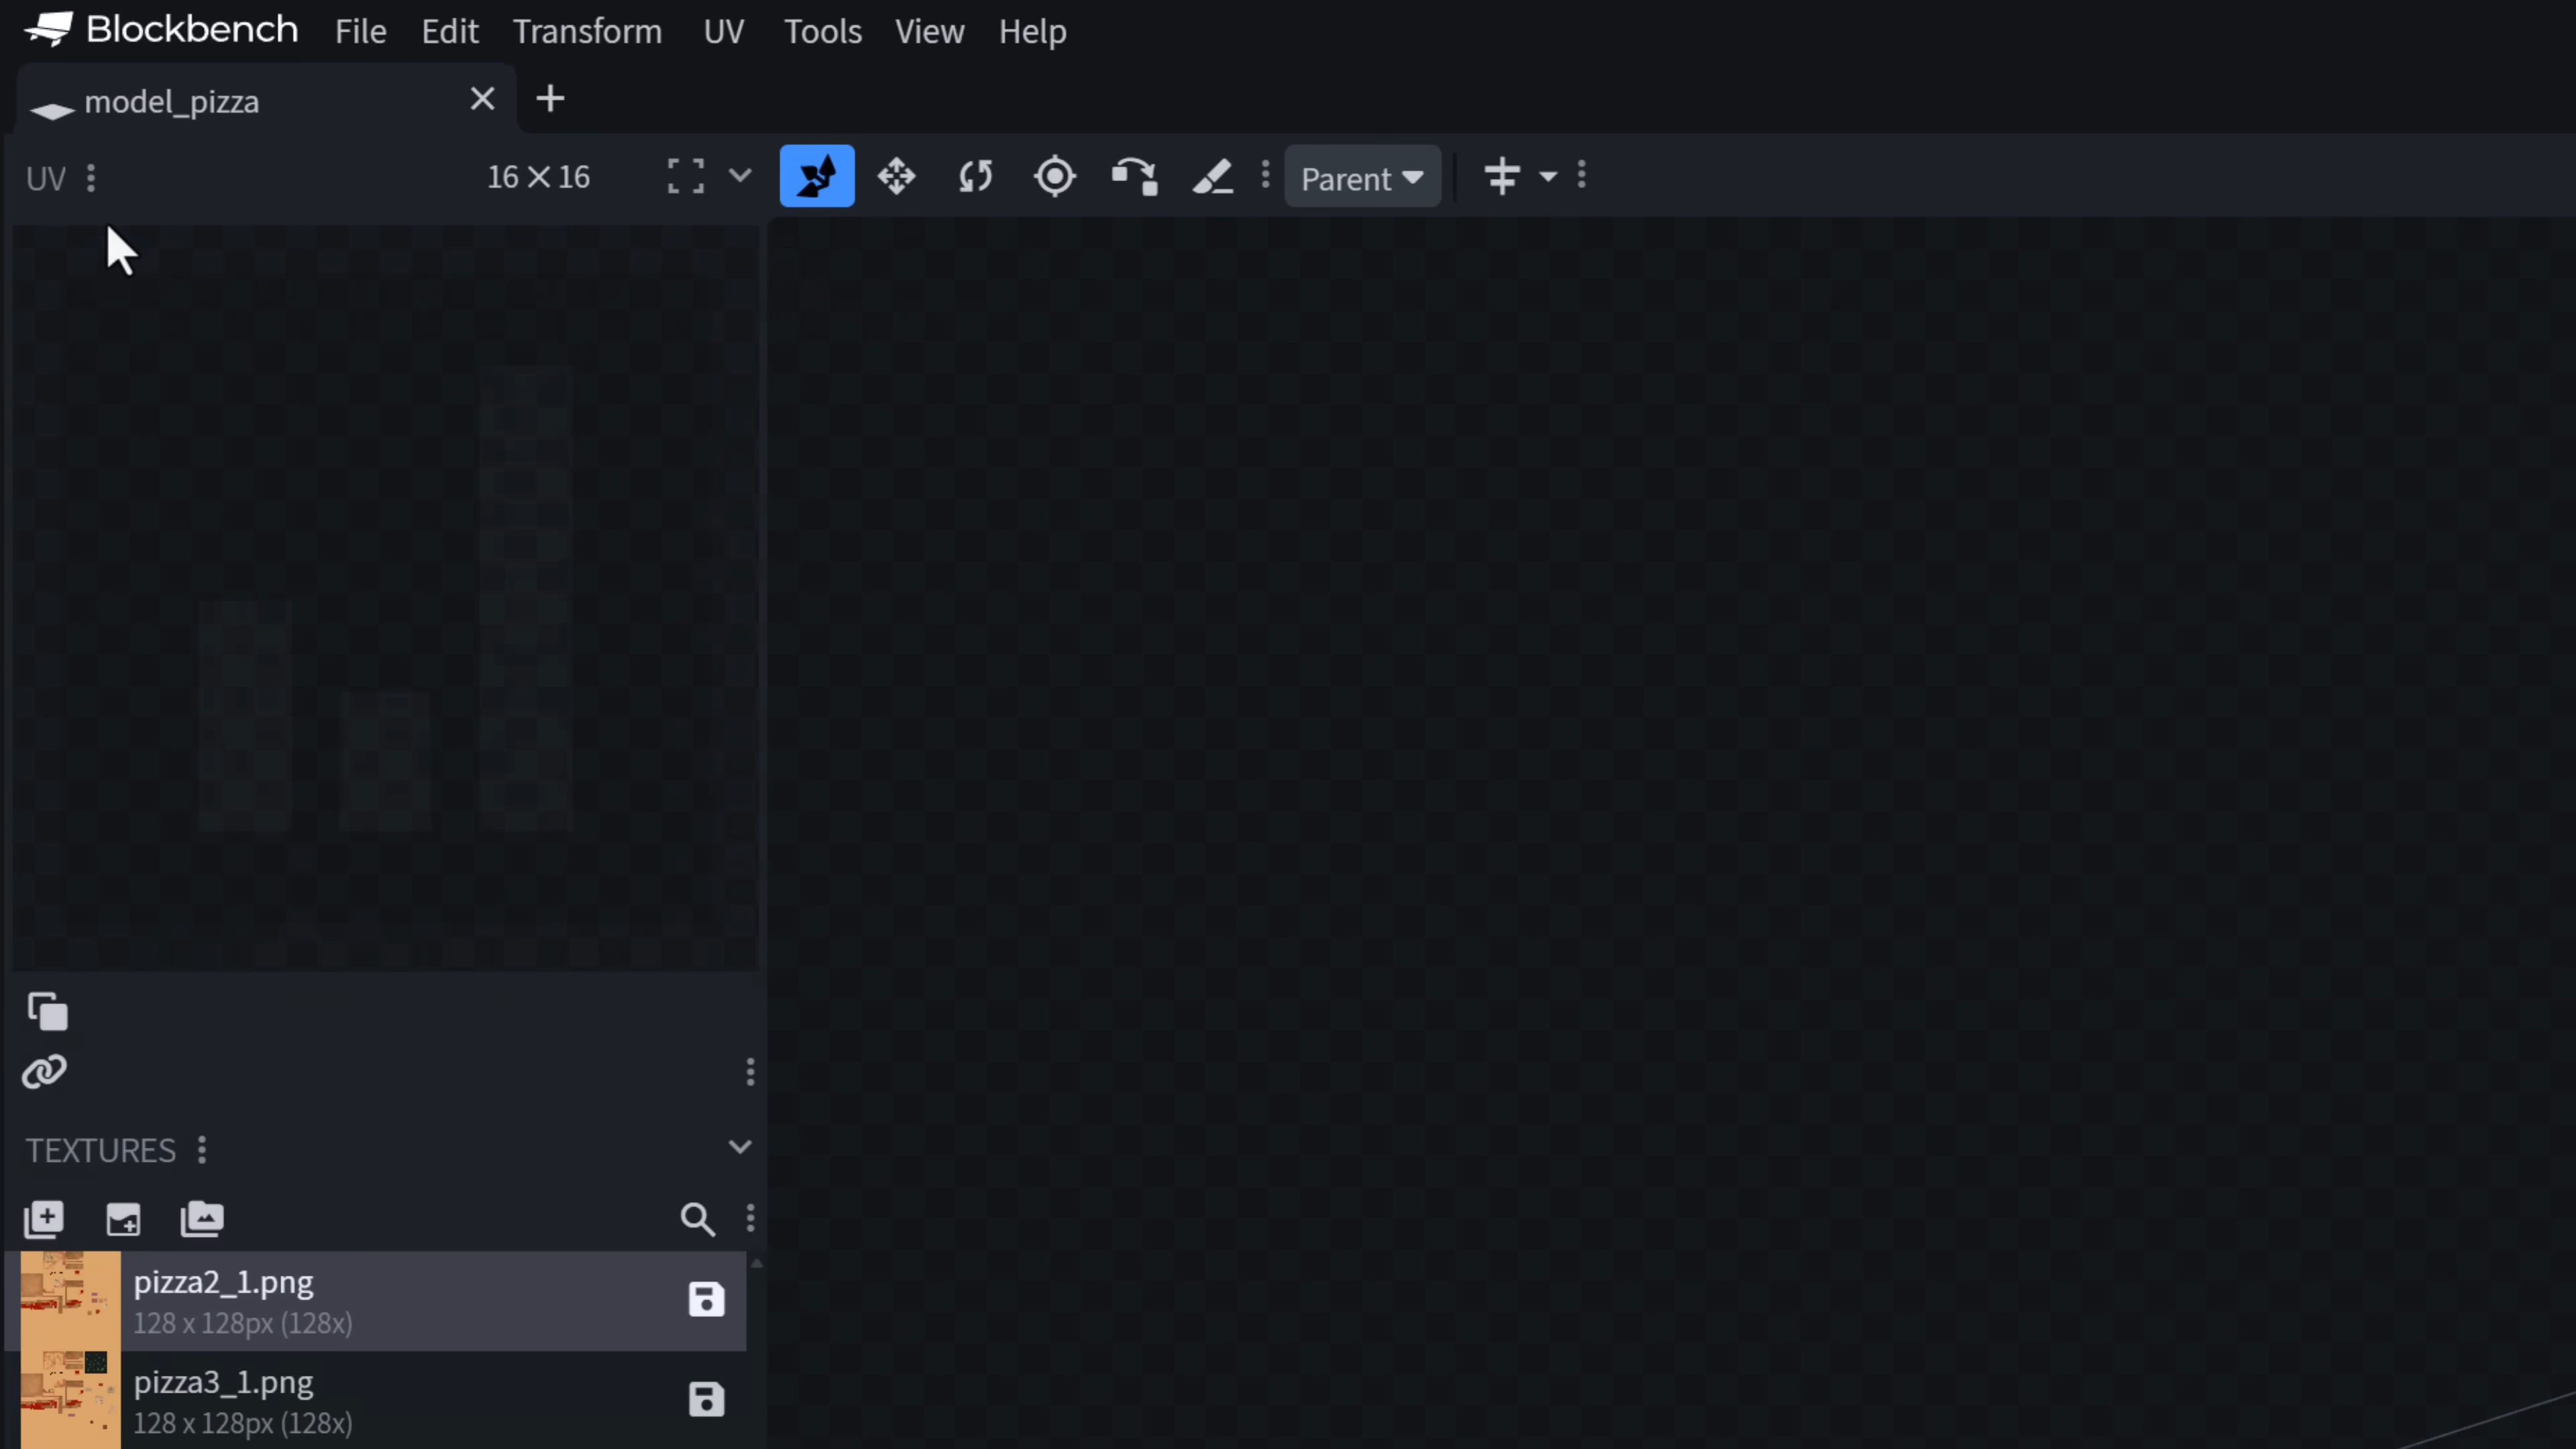 Blockbench File Edit Transform UV Tools View Help
model_pizza
UV 16 × 16 Parent
TEXTURES
pizza2_1.png
128 x 128px (128x)
pizza3_1.png
128 x 128px (128x)